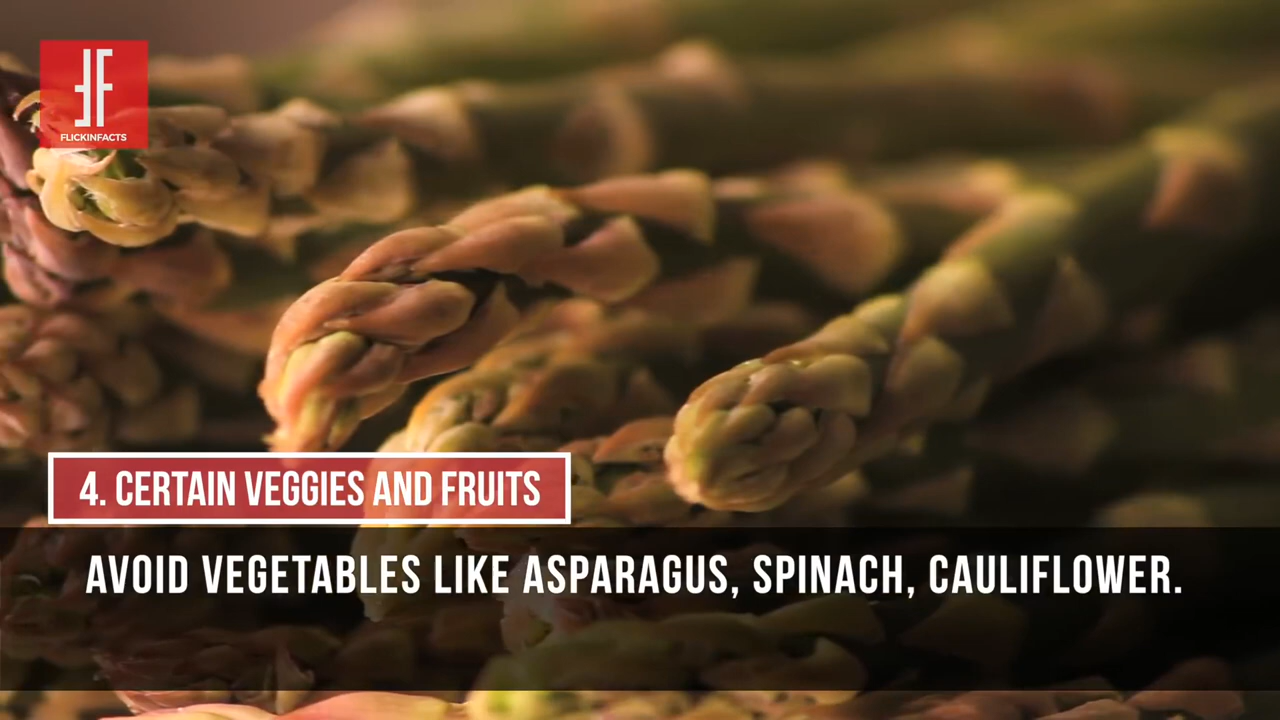 FLICKINFACTS
4. CERTAIN VEGGIES AND FRUITS
AVOID VEGETABLES LIKE ASPARAGUS, SPINACH, CAULIFLOWER.